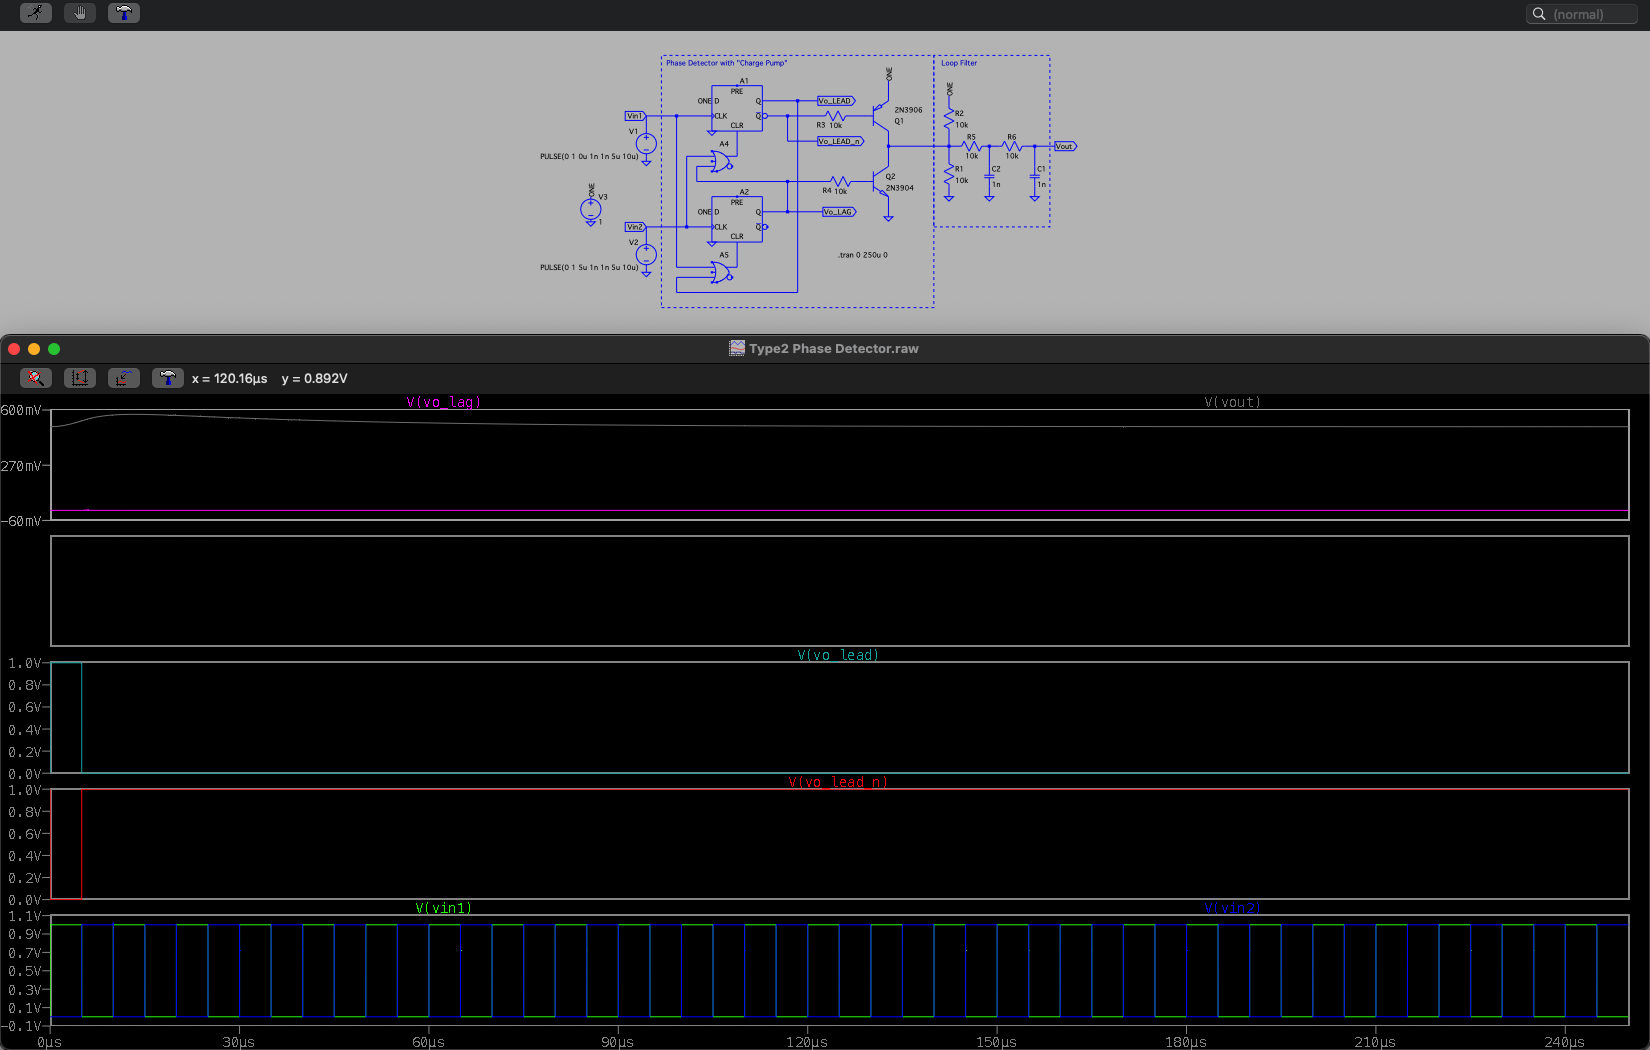 (normal)
Phase Detector with "Charge Pump"
Loop Filter
A1
PRE
ONE D
Q
CLK
Q
CLR
Vin1
V1
PULSE(0 1 0u 1n 1n 5u 10u)
A4
Vo_LEAD
R3 10k
Vo_LEAD_n
ONE
2N3906
Q1
ONE
R2
10k
R5
10k
R6
10k
Vout
R1
10k
C2
1n
C1
1n
Q2
2N3904
R4 10k
ONE
V3
1
A2
PRE
ONE D
Q
CLK
Q
CLR
Vo_LAG
Vin2
V2
PULSE(0 1 5u 1n 1n 5u 10u)
A5
.tran 0 250u 0
Type2 Phase Detector.raw
x = 120.16µs y = 0.892V
V(vo_lag)
V(vout)
600mV
270mV
-60mV
V(vo_lead)
1.0V
0.8V
0.6V
0.4V
0.2V
0.0V
V(vo_lead_n)
1.0V
0.8V
0.6V
0.4V
0.2V
0.0V
V(vin1)
V(vin2)
1.1V
0.9V
0.7V
0.5V
0.3V
0.1V
-0.1V
0µs 30µs 60µs 90µs 120µs 150µs 180µs 210µs 240µs